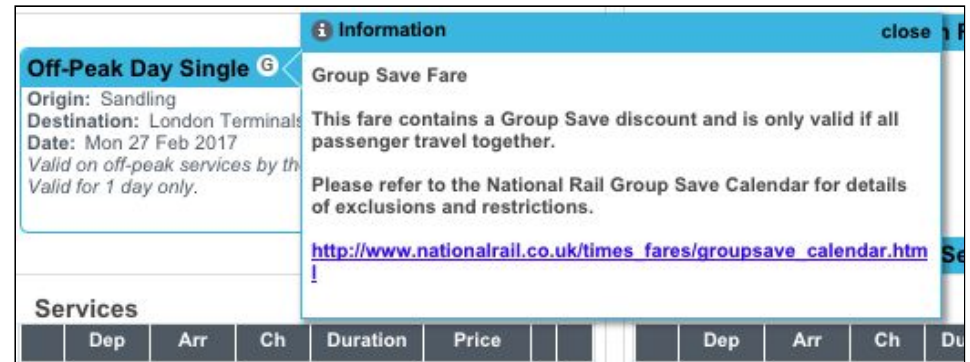 Information close
Off-Peak Day Single G
Group Save Fare
Origin: Sandling
Destination: London Terminals
Date: Mon 27 Feb 2017
Valid on off-peak services by th
Valid for 1 day only.
This fare contains a Group Save discount and is only valid if all
passenger travel together.
Please refer to the National Rail Group Save Calendar for details
of exclusions and restrictions.
http://www.nationalrail.co.uk/times_fares/groupsave_calendar.htm
l
Se
Services
Dep Arr Ch Duration Price
Dep Arr Ch Du